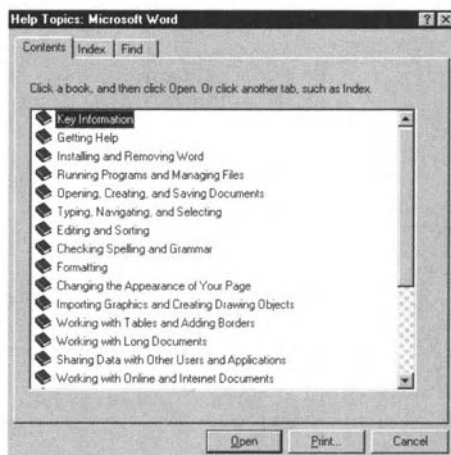 Help Topics: Microsoft Word
Contents Index Find
Click a book, and then click Open. Or click another tab, such as Index.
Key Information
Getting Help
Installing and Removing Word
Running Programs and Managing Files
Opening, Creating, and Saving Documents
Typing, Navigating, and Selecting
Editing and Sorting
Checking Spelling and Grammar
Formatting
Changing the Appearance of Your Page
Importing Graphics and Creating Drawing Objects
Working with Tables and Adding Borders
Working with Long Documents
Sharing Data with Other Users and Applications
Working with Online and Internet Documents
Open Print... Cancel